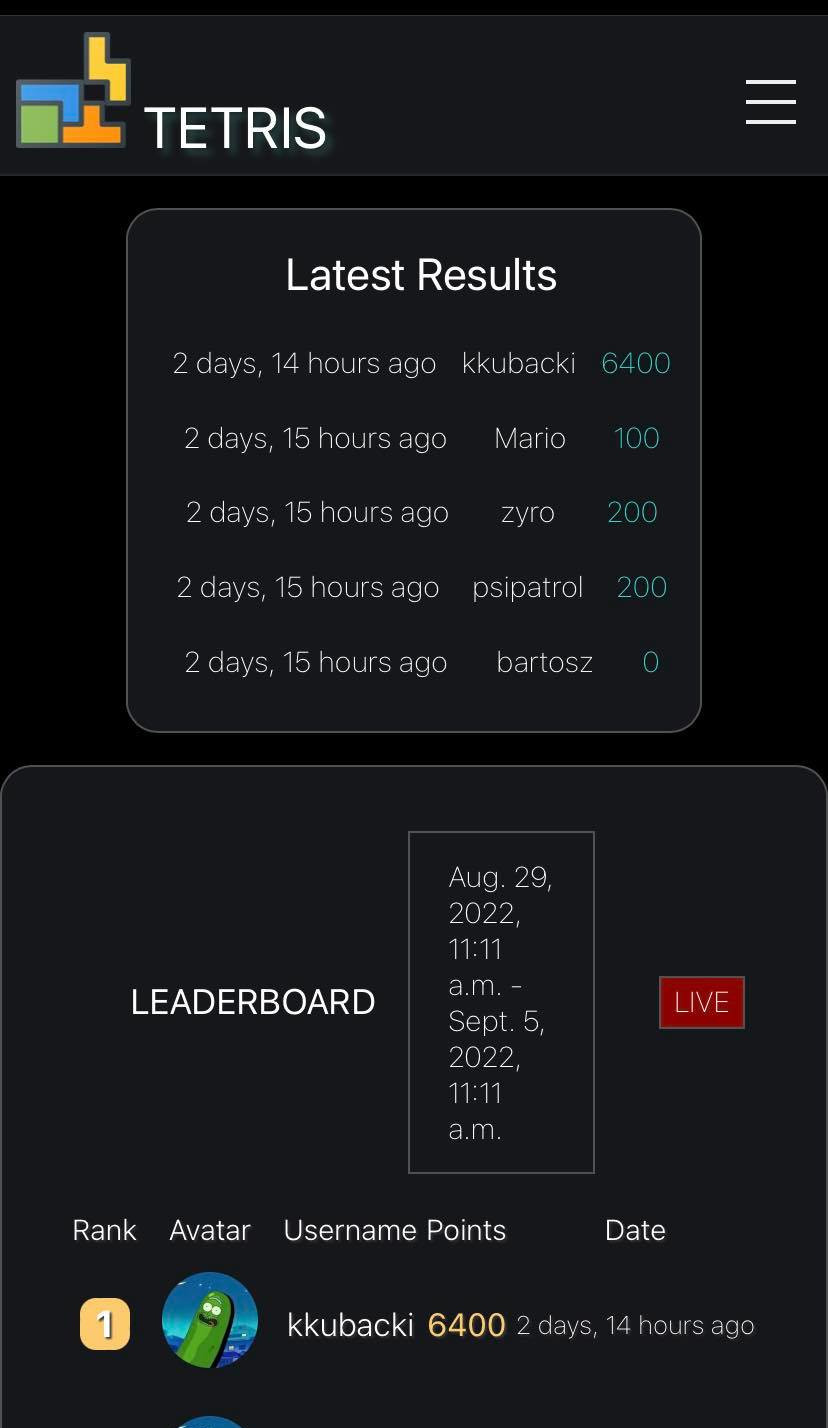 TETRIS
Latest Results
2 days, 14 hours ago kkubacki 6400
2 days, 15 hours ago Mario 100
2 days, 15 hours ago zyro 200
2 days, 15 hours ago psipatrol 200
2 days, 15 hours ago bartosz 0
LEADERBOARD
Aug. 29,
2022,
11:11
a.m. -
Sept. 5,
2022,
11:11
a.m.
LIVE
Rank Avatar Username Points Date
1 kkubacki 6400 2 days, 14 hours ago